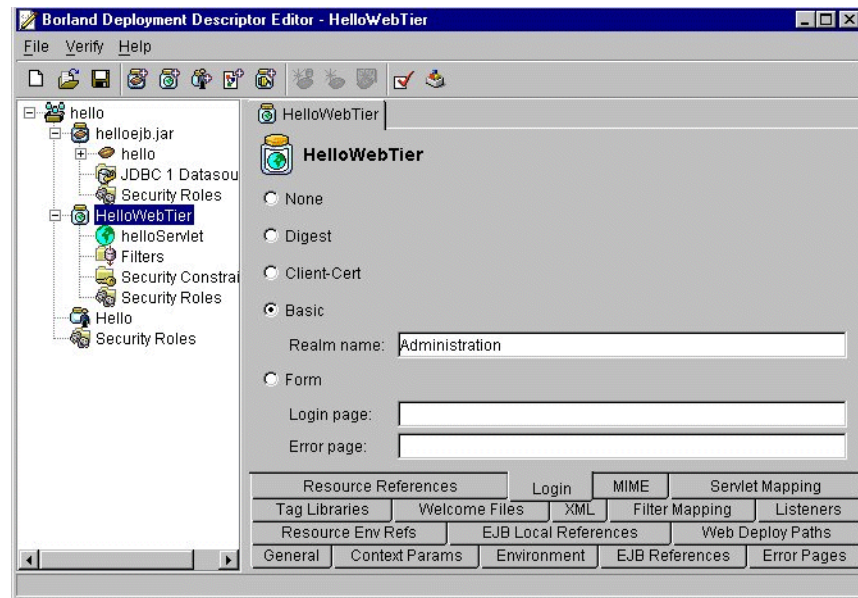 Borland Deployment Descriptor Editor - HelloWebTier
File Verify Help
hello
helloejb.jar
hello
JDBC 1 Datasou
Security Roles
HelloWebTier
helloServlet
Filters
Security Constrai
Security Roles
Hello
Security Roles
HelloWebTier
HelloWebTier
None
Digest
Client-Cert
Basic
Realm name: Administration
Form
Login page:
Error page:
Resource References Login MIME Servlet Mapping
Tag Libraries Welcome Files XML Filter Mapping Listeners
Resource Env Refs EJB Local References Web Deploy Paths
General Context Params Environment EJB References Error Pages